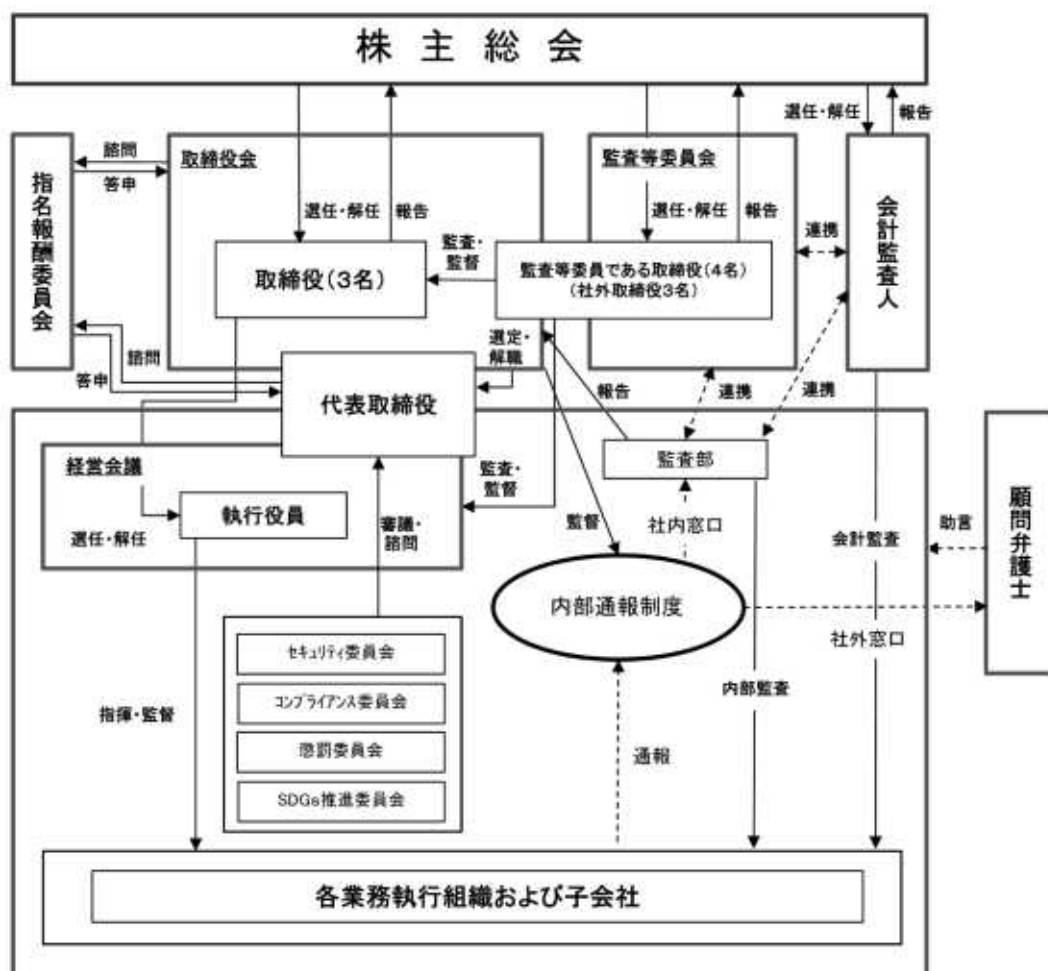 株主総会
選任・解任
報告
諮問
答申
取締役会
監査等委員会
指名報酬委員会
選任・解任
報告
選任・解任
報告
会計監査人
監査・
監督
連携
取締役(3名)
監査等委員である取締役(4名)
(社外取締役3名)
選定・
解職
諮問
答申
報告
連携
連携
代表取締役
監査部
経営会議
監査・
監督
執行役員
審議・
諮問
選任・解任
監督
社内窓口
会計監査
助言
顧問弁護士
内部通報制度
社外窓口
セキュリティ委員会
コンプライアンス委員会
懲罰委員会
SDGs推進委員会
内部監査
指揮・監督
通報
各業務執行組織および子会社